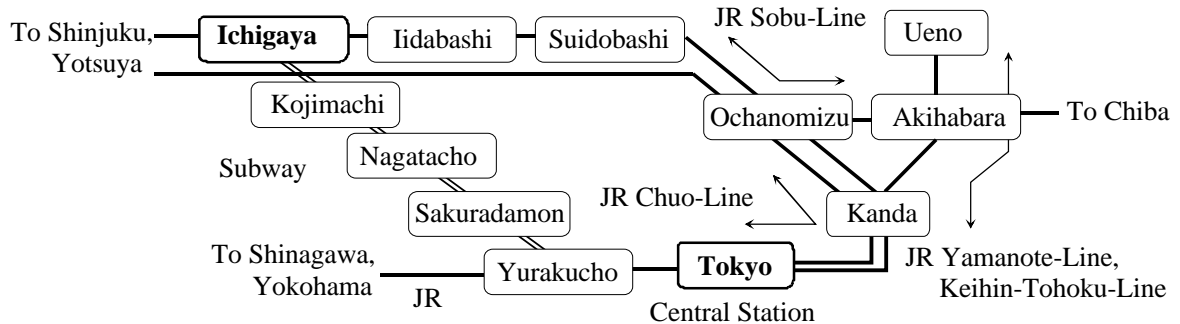 JR Sobu-Line
Ueno
To Shinjuku,
Yotsuya
Ichigaya
Iidabashi
Suidobashi
Kojimachi
Ochanomizu
Akihabara
To Chiba
Nagatacho
Subway
JR Chuo-Line
Sakuradamon
Kanda
To Shinagawa,
Yokohama
JR
Yurakucho
Tokyo
Central Station
JR Yamanote-Line,
Keihin-Tohoku-Line